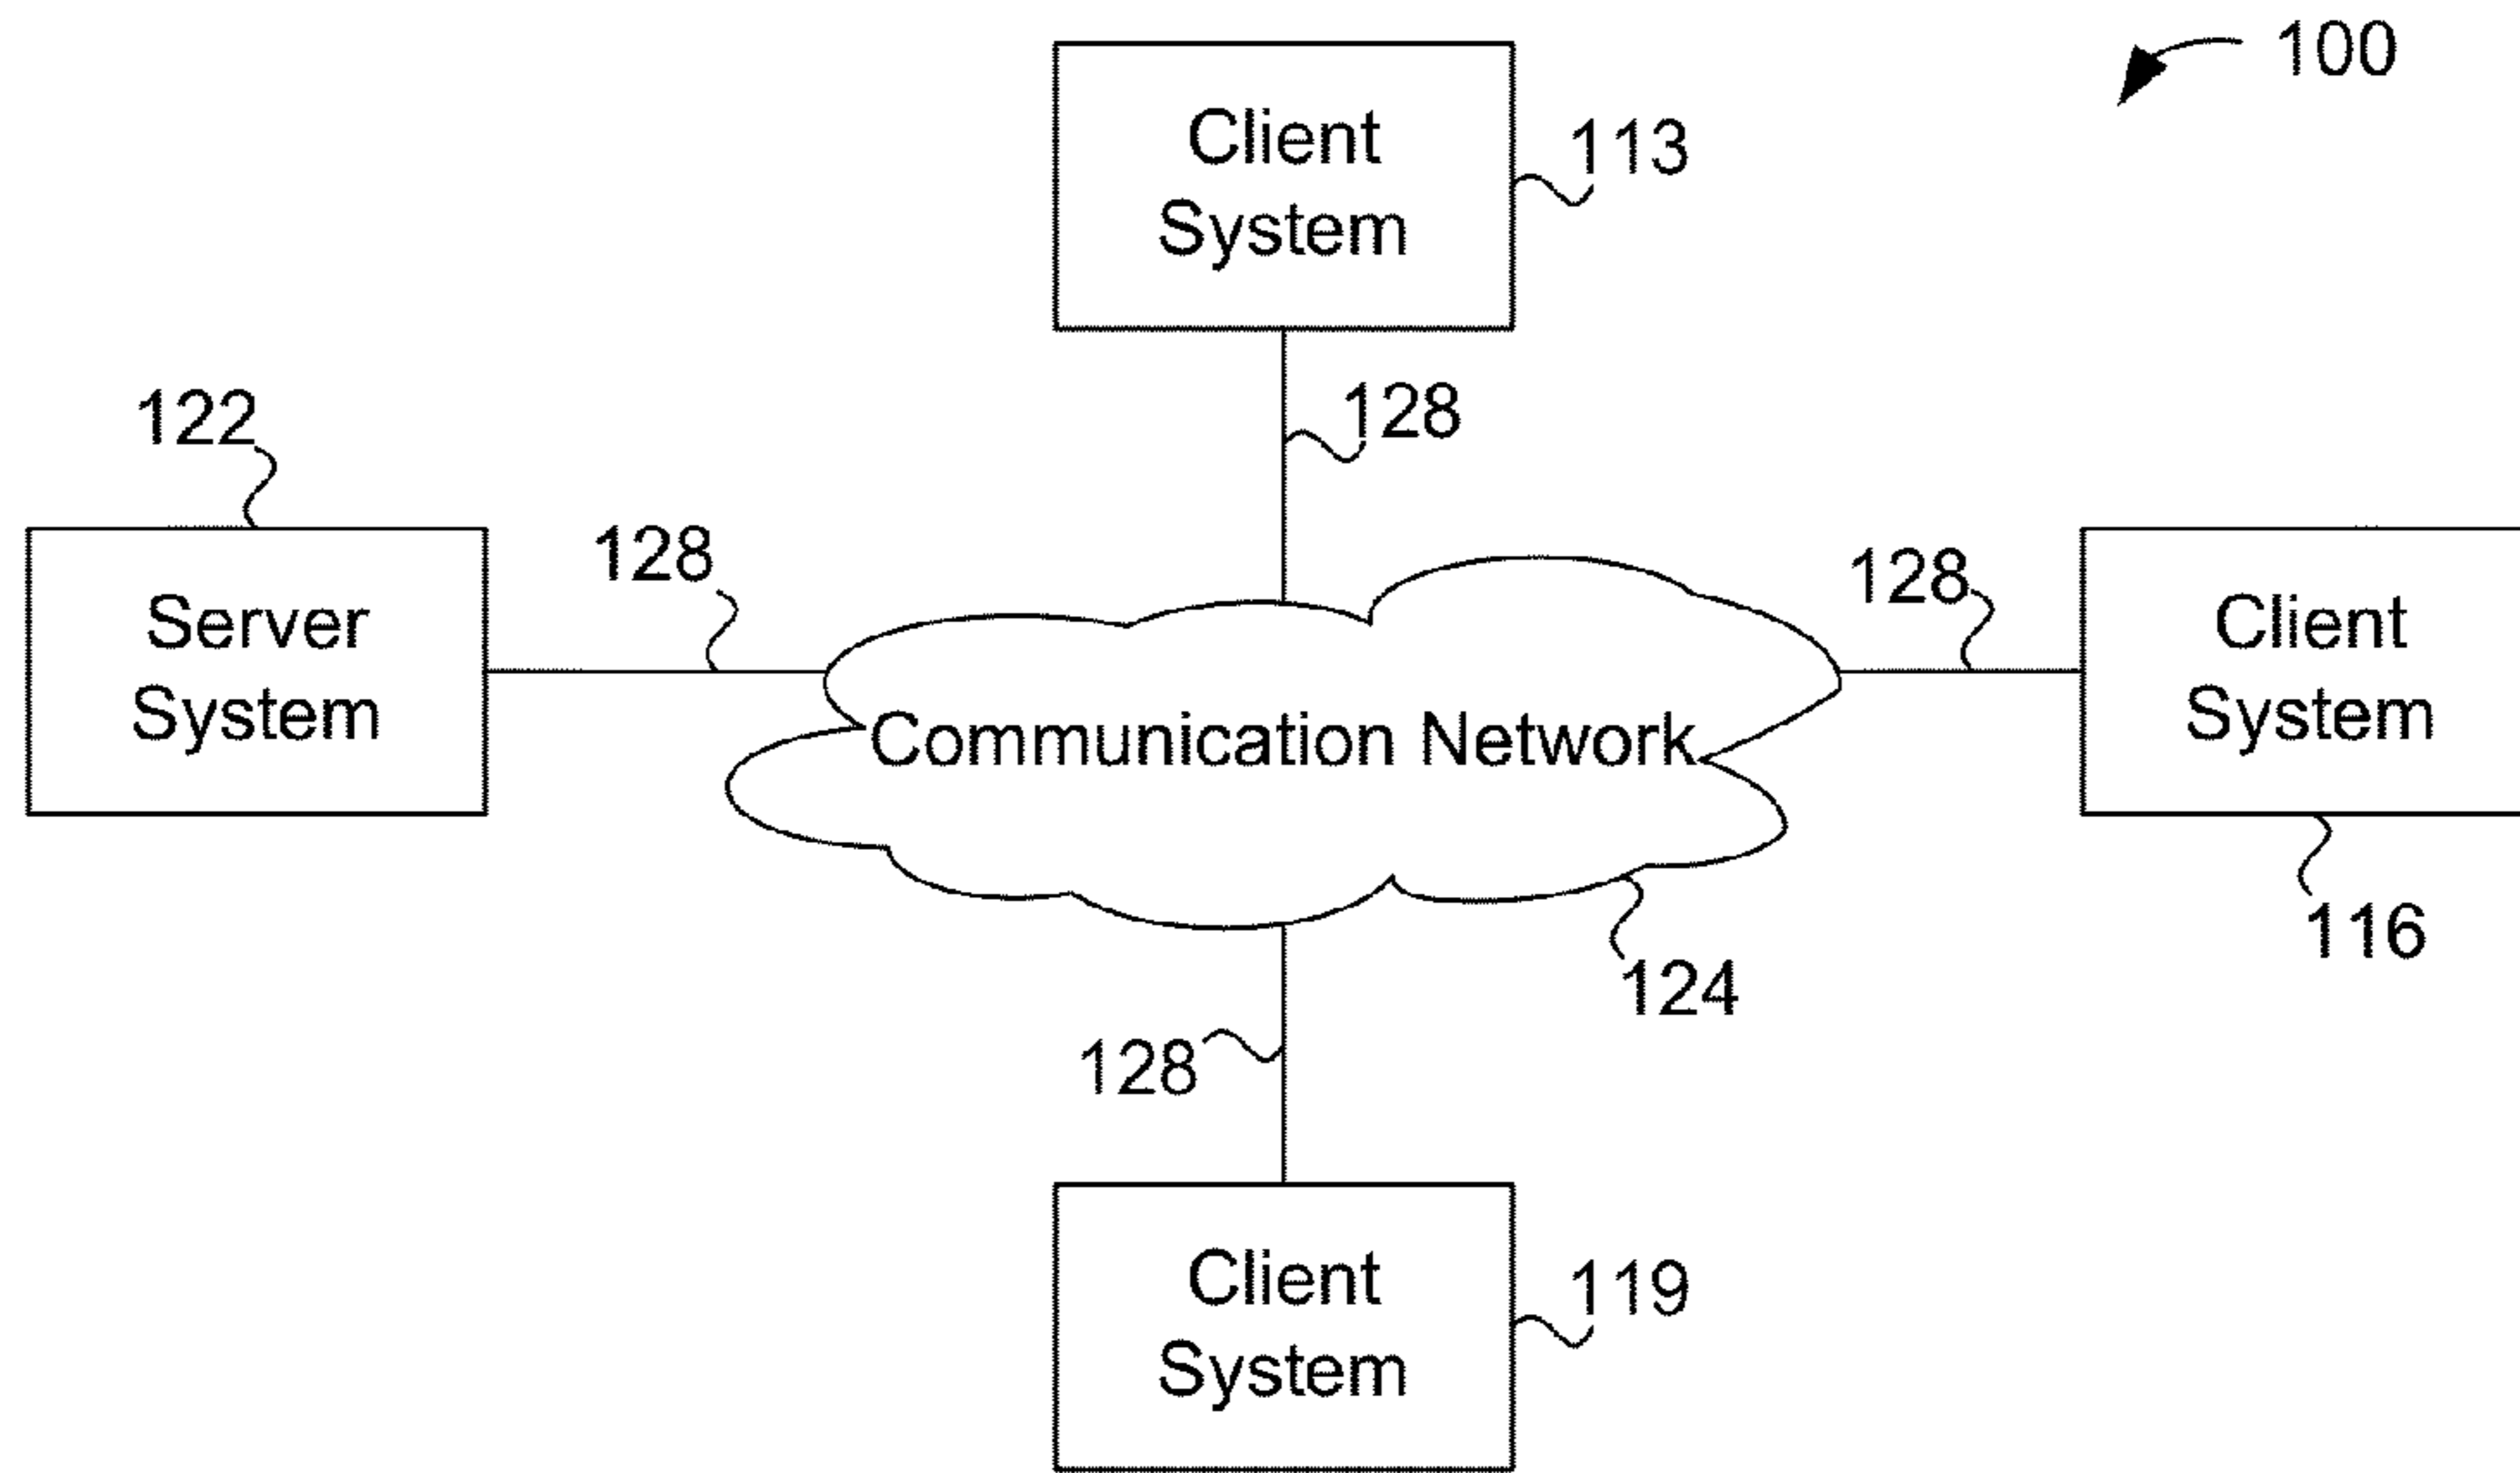 100
Client
System
113
128
122
Server
System
128
128
Client
System
Communication Network
116
124
128
Client
System
119